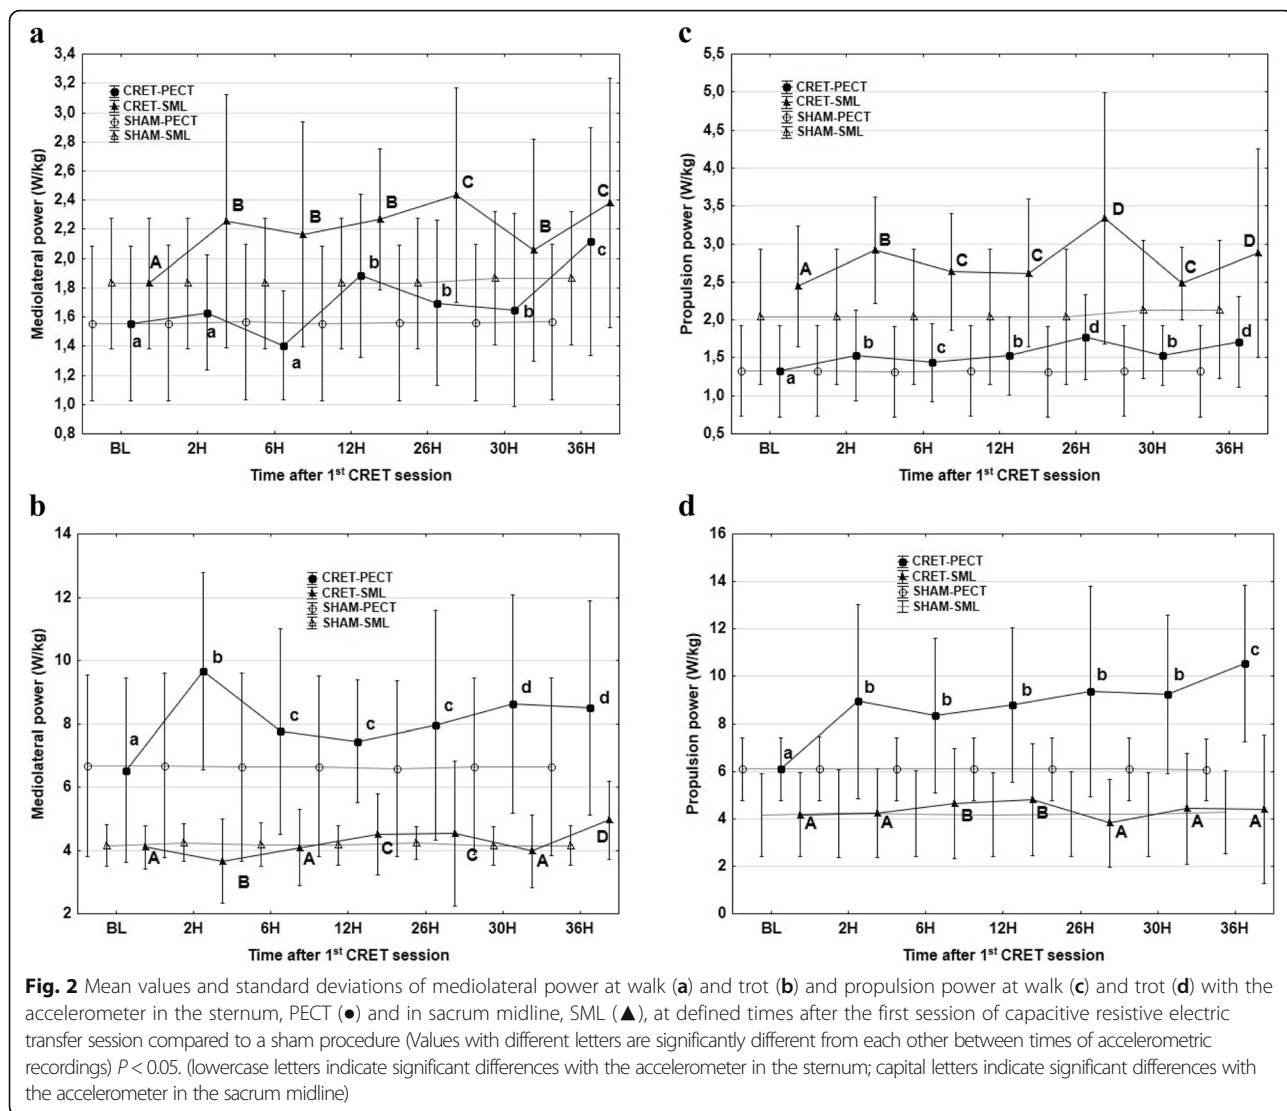 a
3,4
3,2
3,0
2,8
2,6
2,4
2,2
2,0
1,8
1,6
1,4
1,2
1,0
0,8
Mediolateral power (W/kg)
CRET-PECT
CRET-SML
SHAM-PECT
SHAM-SML
A B B B C B C
a a a b b b c
BL 2H 6H 12H 26H 30H 36H
Time after 1st CRET session
c
5,5
5,0
4,5
4,0
3,5
3,0
2,5
2,0
1,5
1,0
0,5
Propulsion power (W/kg)
CRET-PECT
CRET-SML
SHAM-PECT
SHAM-SML
A B C C D C D
a b c b d b d
BL 2H 6H 12H 26H 30H 36H
Time after 1st CRET session
b
14
12
10
8
6
4
2
Mediolateral power (W/kg)
CRET-PECT
CRET-SML
SHAM-PECT
SHAM-SML
a b c c c d d
A B A C C A D
BL 2H 6H 12H 26H 30H 36H
Time after 1st CRET session
d
16
14
12
10
8
6
4
2
0
Propulsion power (W/kg)
CRET-PECT
CRET-SML
SHAM-PECT
SHAM-SML
a b b b b b c
A A B B A A A
BL 2H 6H 12H 26H 30H 36H
Time after 1st CRET session
Fig. 2 Mean values and standard deviations of mediolateral power at walk (a) and trot (b) and propulsion power at walk (c) and trot (d) with the
accelerometer in the sternum, PECT (●) and in sacrum midline, SML (▲), at defined times after the first session of capacitive resistive electric
transfer session compared to a sham procedure (Values with different letters are significantly different from each other between times of accelerometric
recordings) P < 0.05. (lowercase letters indicate significant differences with the accelerometer in the sternum; capital letters indicate significant differences with
the accelerometer in the sacrum midline)